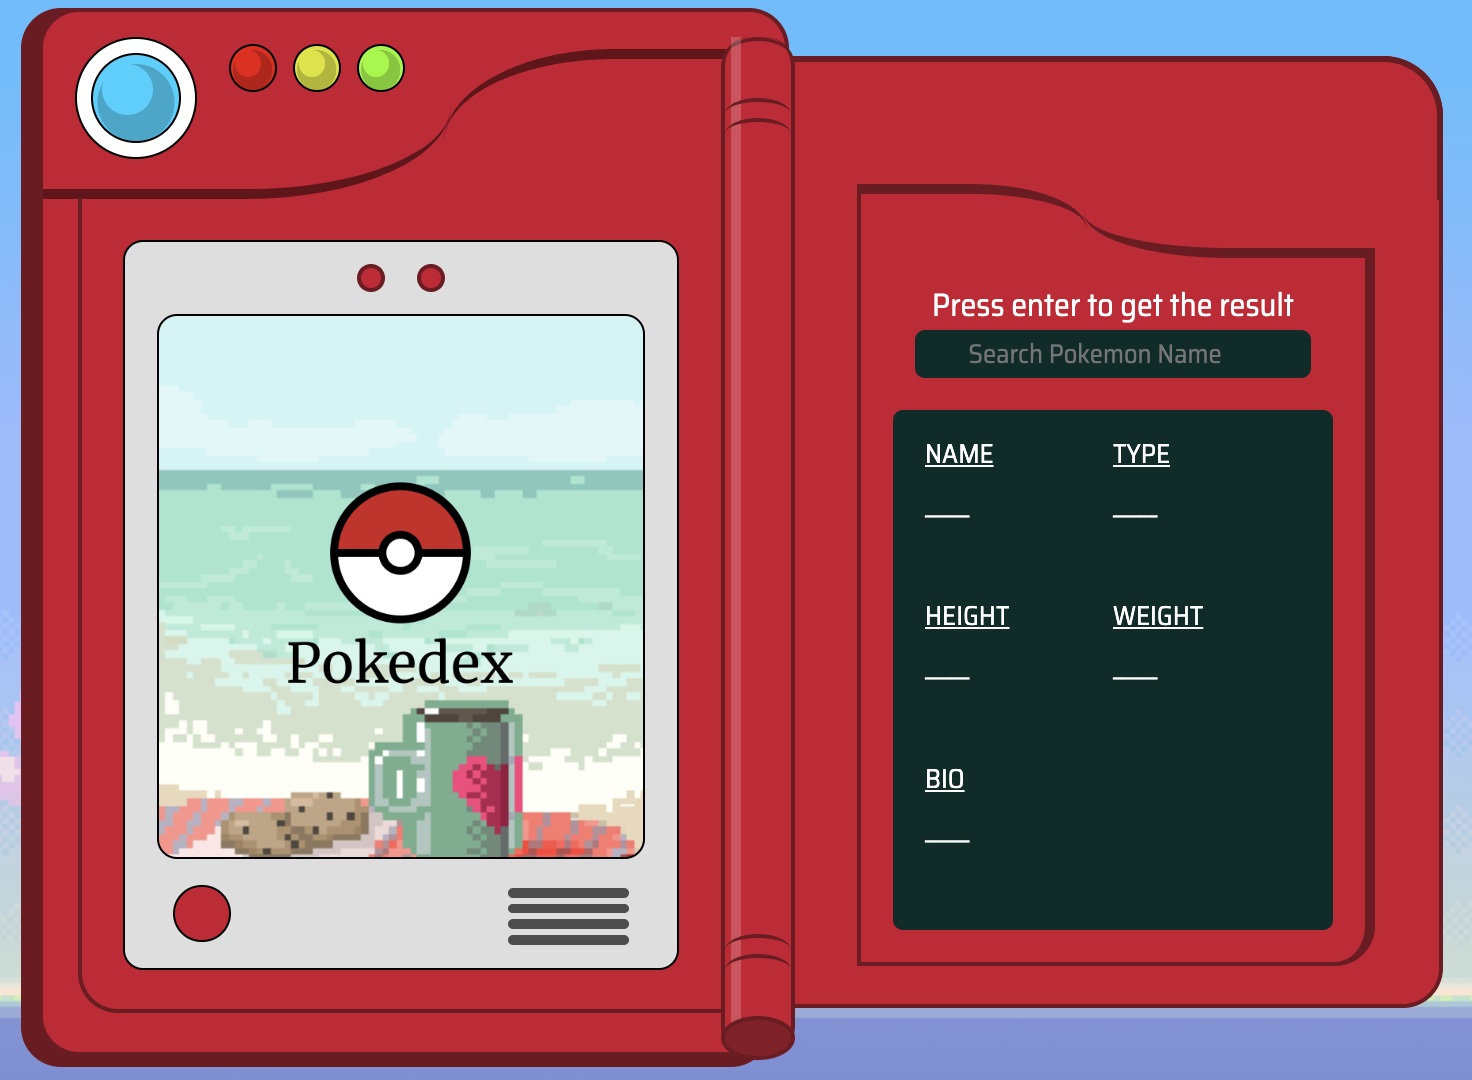 Pokedex
Press enter to get the result
Search Pokemon Name
NAME TYPE
HEIGHT WEIGHT
BIO